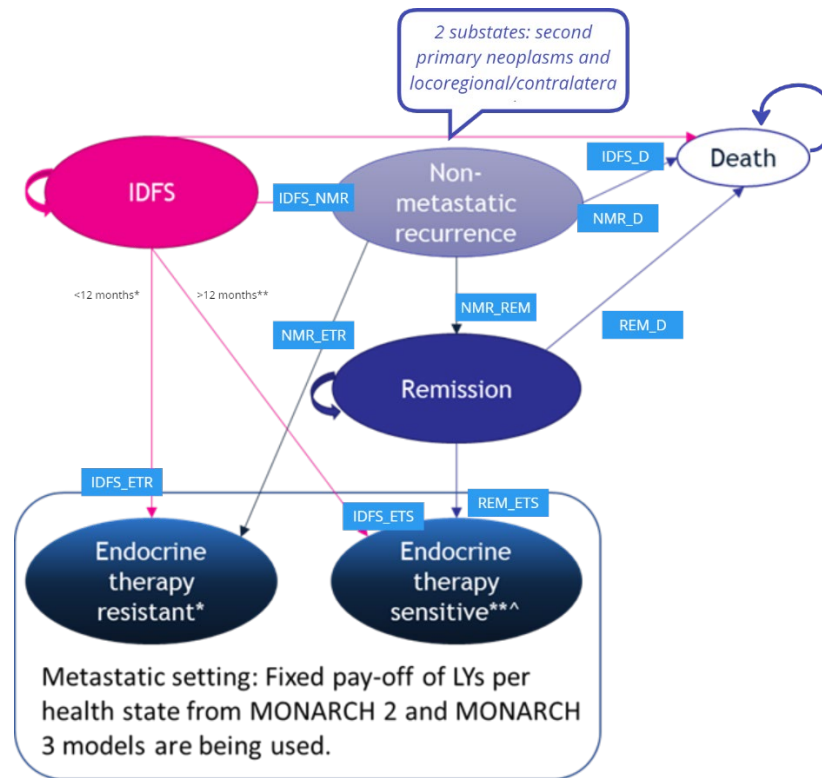 2 substates: second
primary neoplasms and
locoregional/contralatera
IDFS
IDFS_NMR
Non-
metastatic
recurrence
IDFS_D
NMR_D
Death
<12 months*
>12 months**
NMR_ETR
NMR_REM
REM_D
Remission
IDFS_ETR
IDFS_ETS
REM_ETS
Endocrine
therapy
resistant*
Endocrine
therapy
sensitive**^
Metastatic setting: Fixed pay-off of LYs per
health state from MONARCH 2 and MONARCH
3 models are being used.